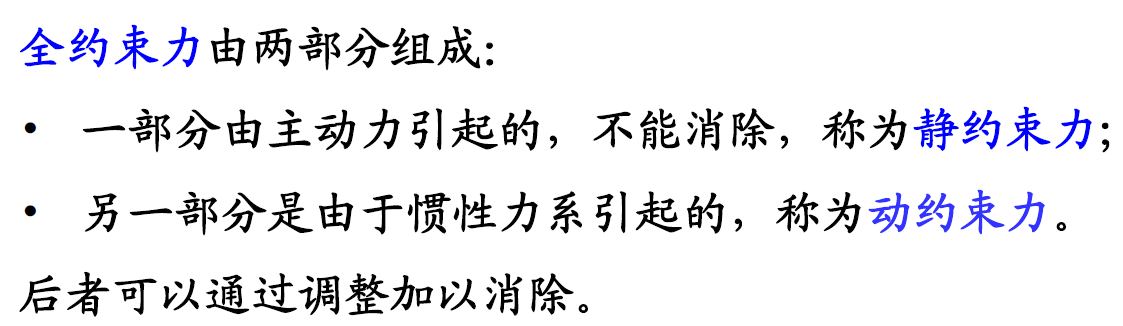 全约束力由两部分组成：
• 一部分由主动力引起的，不能消除，称为静约束力；
• 另一部分是由于惯性力系引起的，称为动约束力。
后者可以通过调整加以消除。